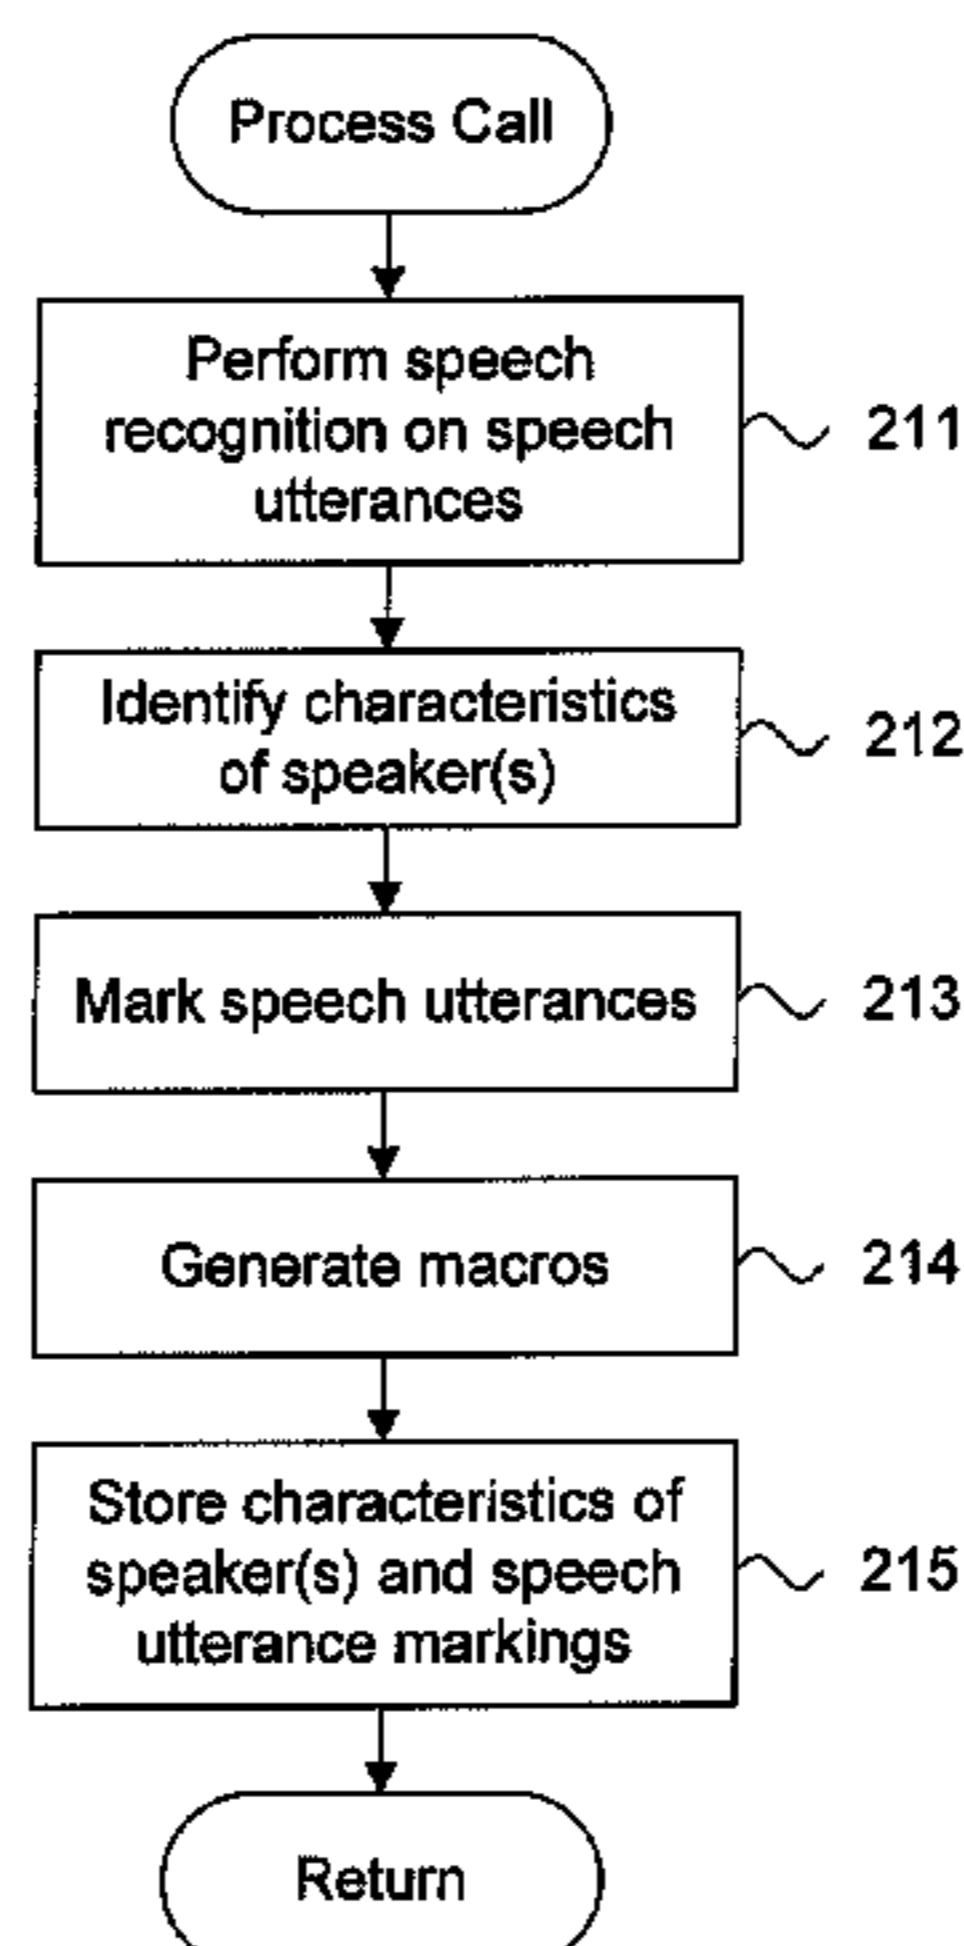 Process Call
Perform speech
recognition on speech
utterances
211
Identify characteristics
of speaker(s)
212
Mark speech utterances
213
Generate macros
214
Store characteristics of
speaker(s) and speech
utterance markings
215
Return